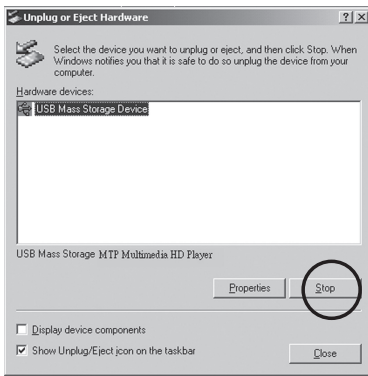 Unplug or Eject Hardware
Select the device you want to unplug or eject, and then click Stop. When
Windows notifies you that it is safe to do so unplug the device from your
computer.
Hardware devices:
USB Mass Storage Device
USB Mass Storage MTP Multimedia HD Player
Properties Stop
Display device components
Show Unplug/Eject icon on the taskbar
Close